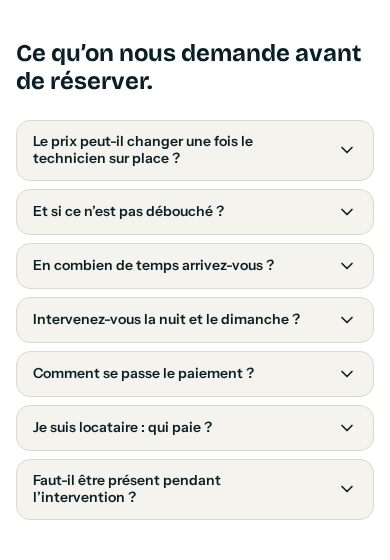 Ce qu’on nous demande avant
de réserver.
Le prix peut-il changer une fois le
technicien sur place ?
Et si ce n’est pas débouché ?
En combien de temps arrivez-vous ?
Intervenez-vous la nuit et le dimanche ?
Comment se passe le paiement ?
Je suis locataire : qui paie ?
Faut-il être présent pendant
l’intervention ?